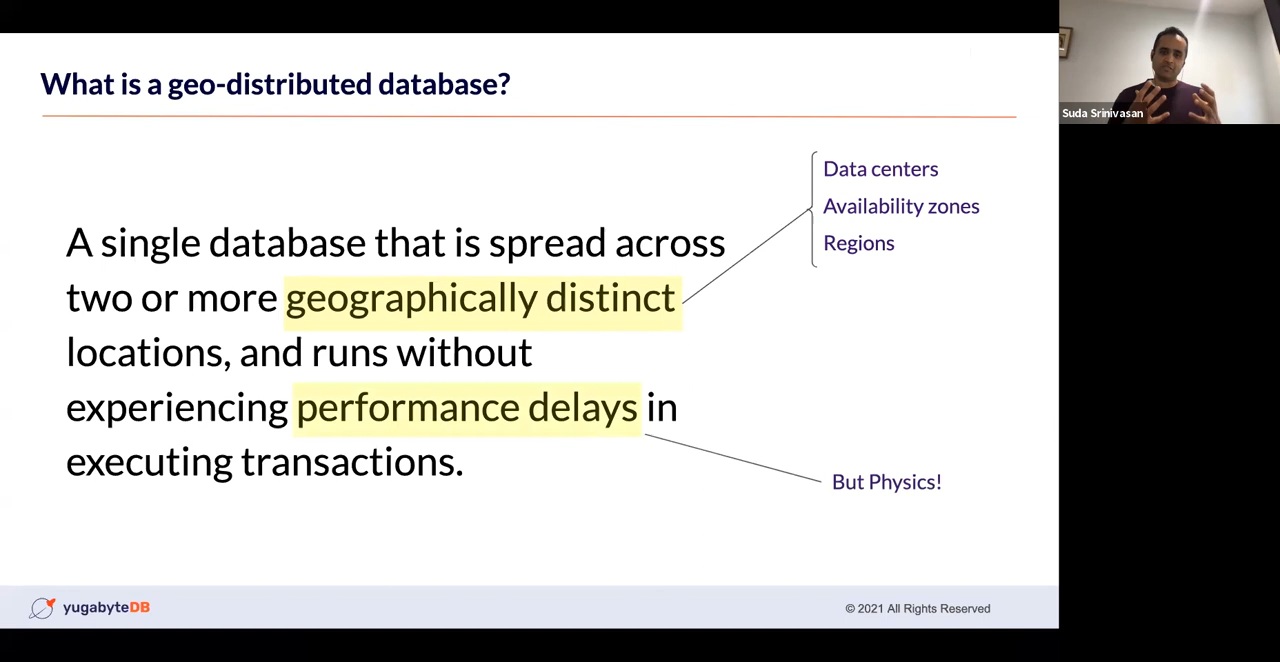 What is a geo-distributed database?
A single database that is spread across
two or more geographically distinct
locations, and runs without
experiencing performance delays in
executing transactions.
Data centers
Availability zones
Regions
But Physics!
yugabyteDB
© 2021 All Rights Reserved
Suda Srinivasan